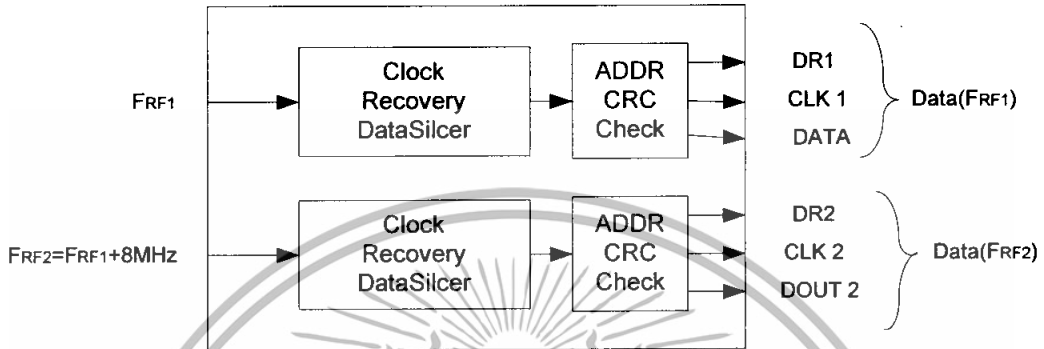 FRF1
Clock
Recovery
DataSilcer
ADDR
CRC
Check
DR1
CLK 1
DATA
Data(FRF1)
FRF2=FRF1+8MHz
Clock
Recovery
DataSilcer
ADDR
CRC
Check
DR2
CLK 2
DOUT 2
Data(FRF2)